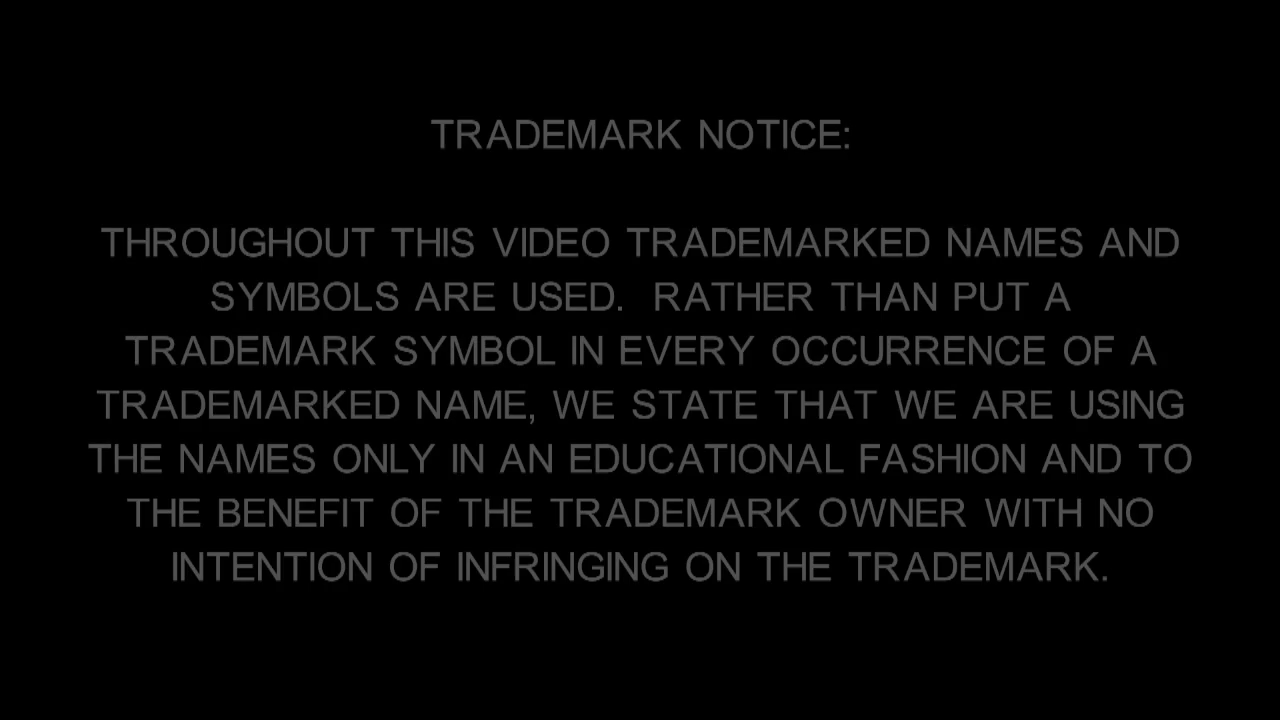 TRADEMARK NOTICE:
THROUGHOUT THIS VIDEO TRADEMARKED NAMES AND
SYMBOLS ARE USED.  RATHER THAN PUT A
TRADEMARK SYMBOL IN EVERY OCCURRENCE OF A
TRADEMARKED NAME, WE STATE THAT WE ARE USING
THE NAMES ONLY IN AN EDUCATIONAL FASHION AND TO
THE BENEFIT OF THE TRADEMARK OWNER WITH NO
INTENTION OF INFRINGING ON THE TRADEMARK.